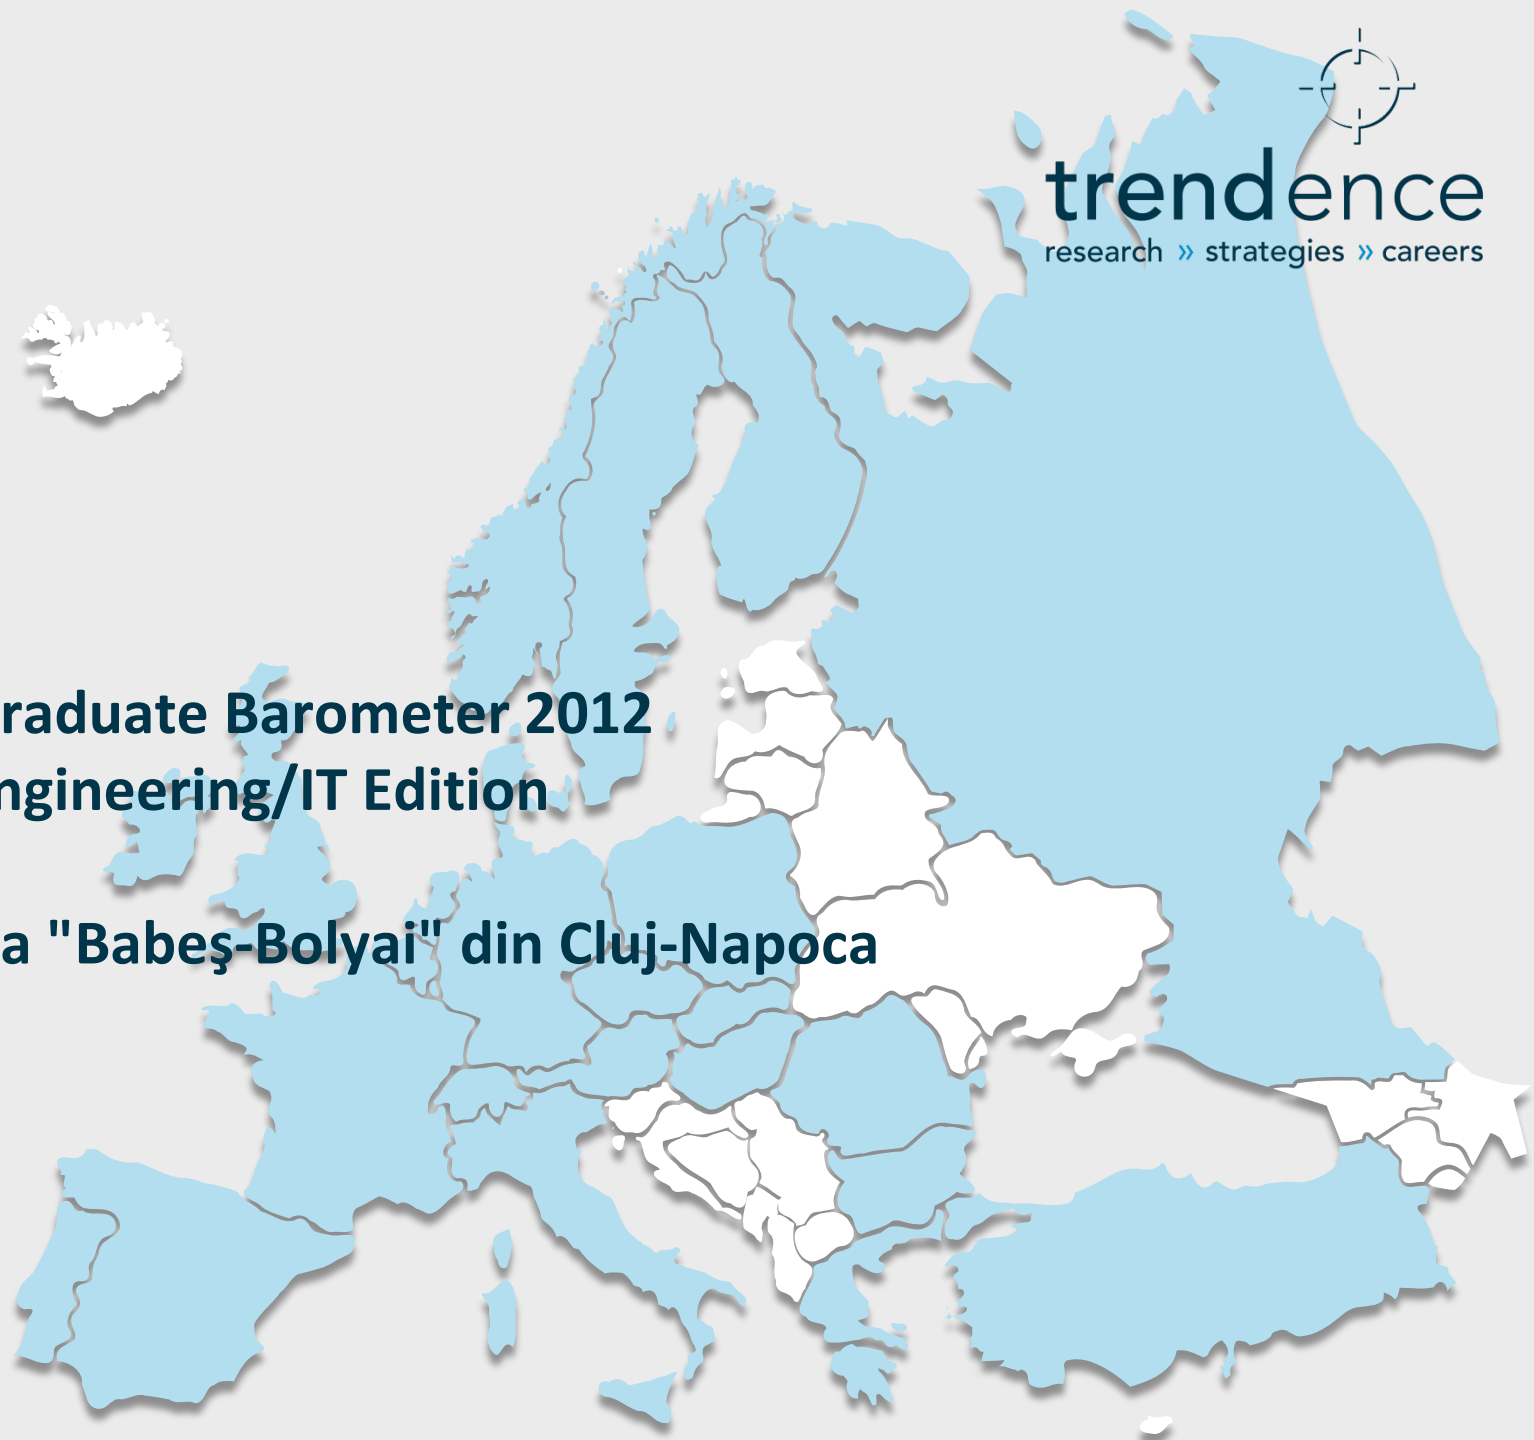 trendence
research » strategies » careers
raduate Barometer 2012
ngineering/IT Edition
a "Babeş-Bolyai" din Cluj-Napoca